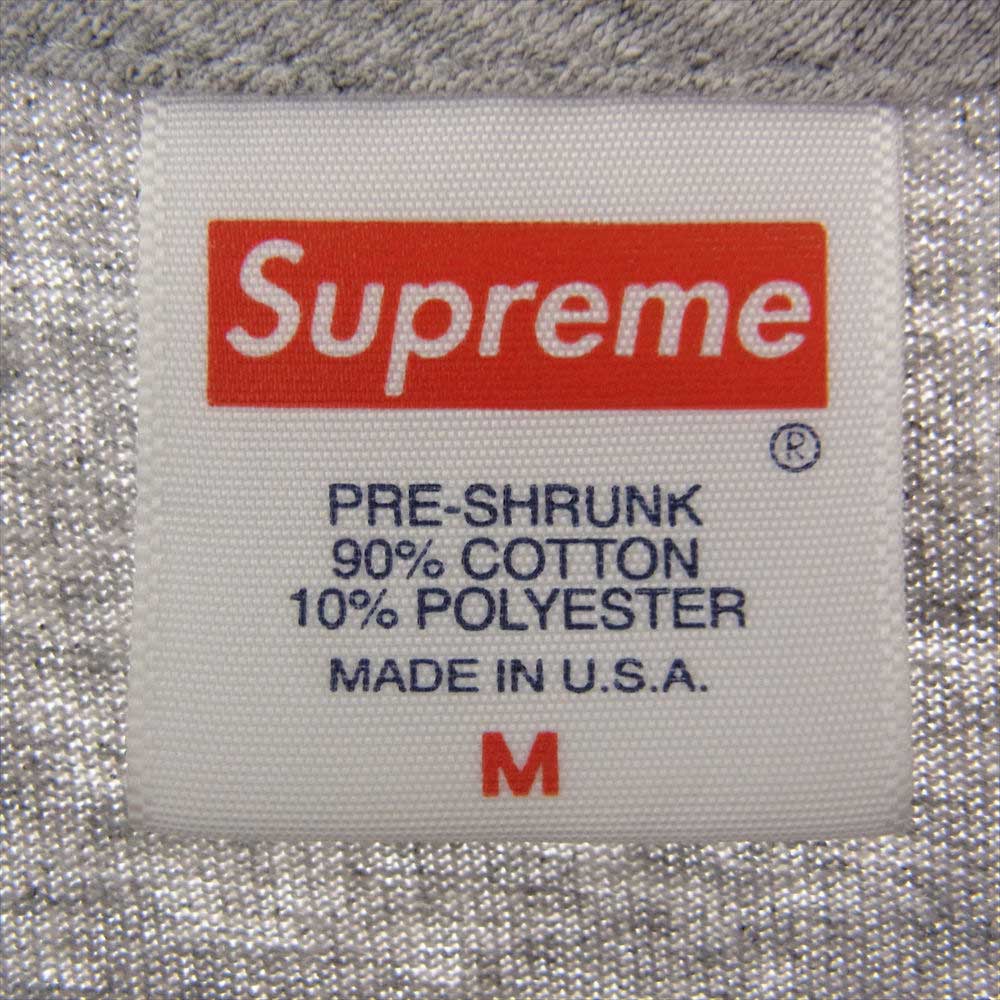 Supreme
®
PRE-SHRUNK
90% COTTON
10% POLYESTER
MADE IN U.S.A.
M